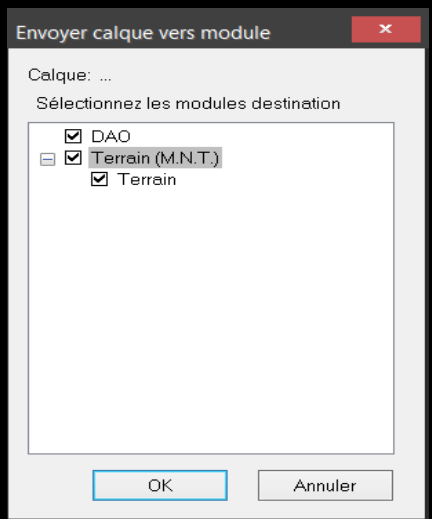 Envoyer calque vers module
Calque: ...
Sélectionnez les modules destination
DAO
Terrain (M.N.T.)
Terrain
OK
Annuler